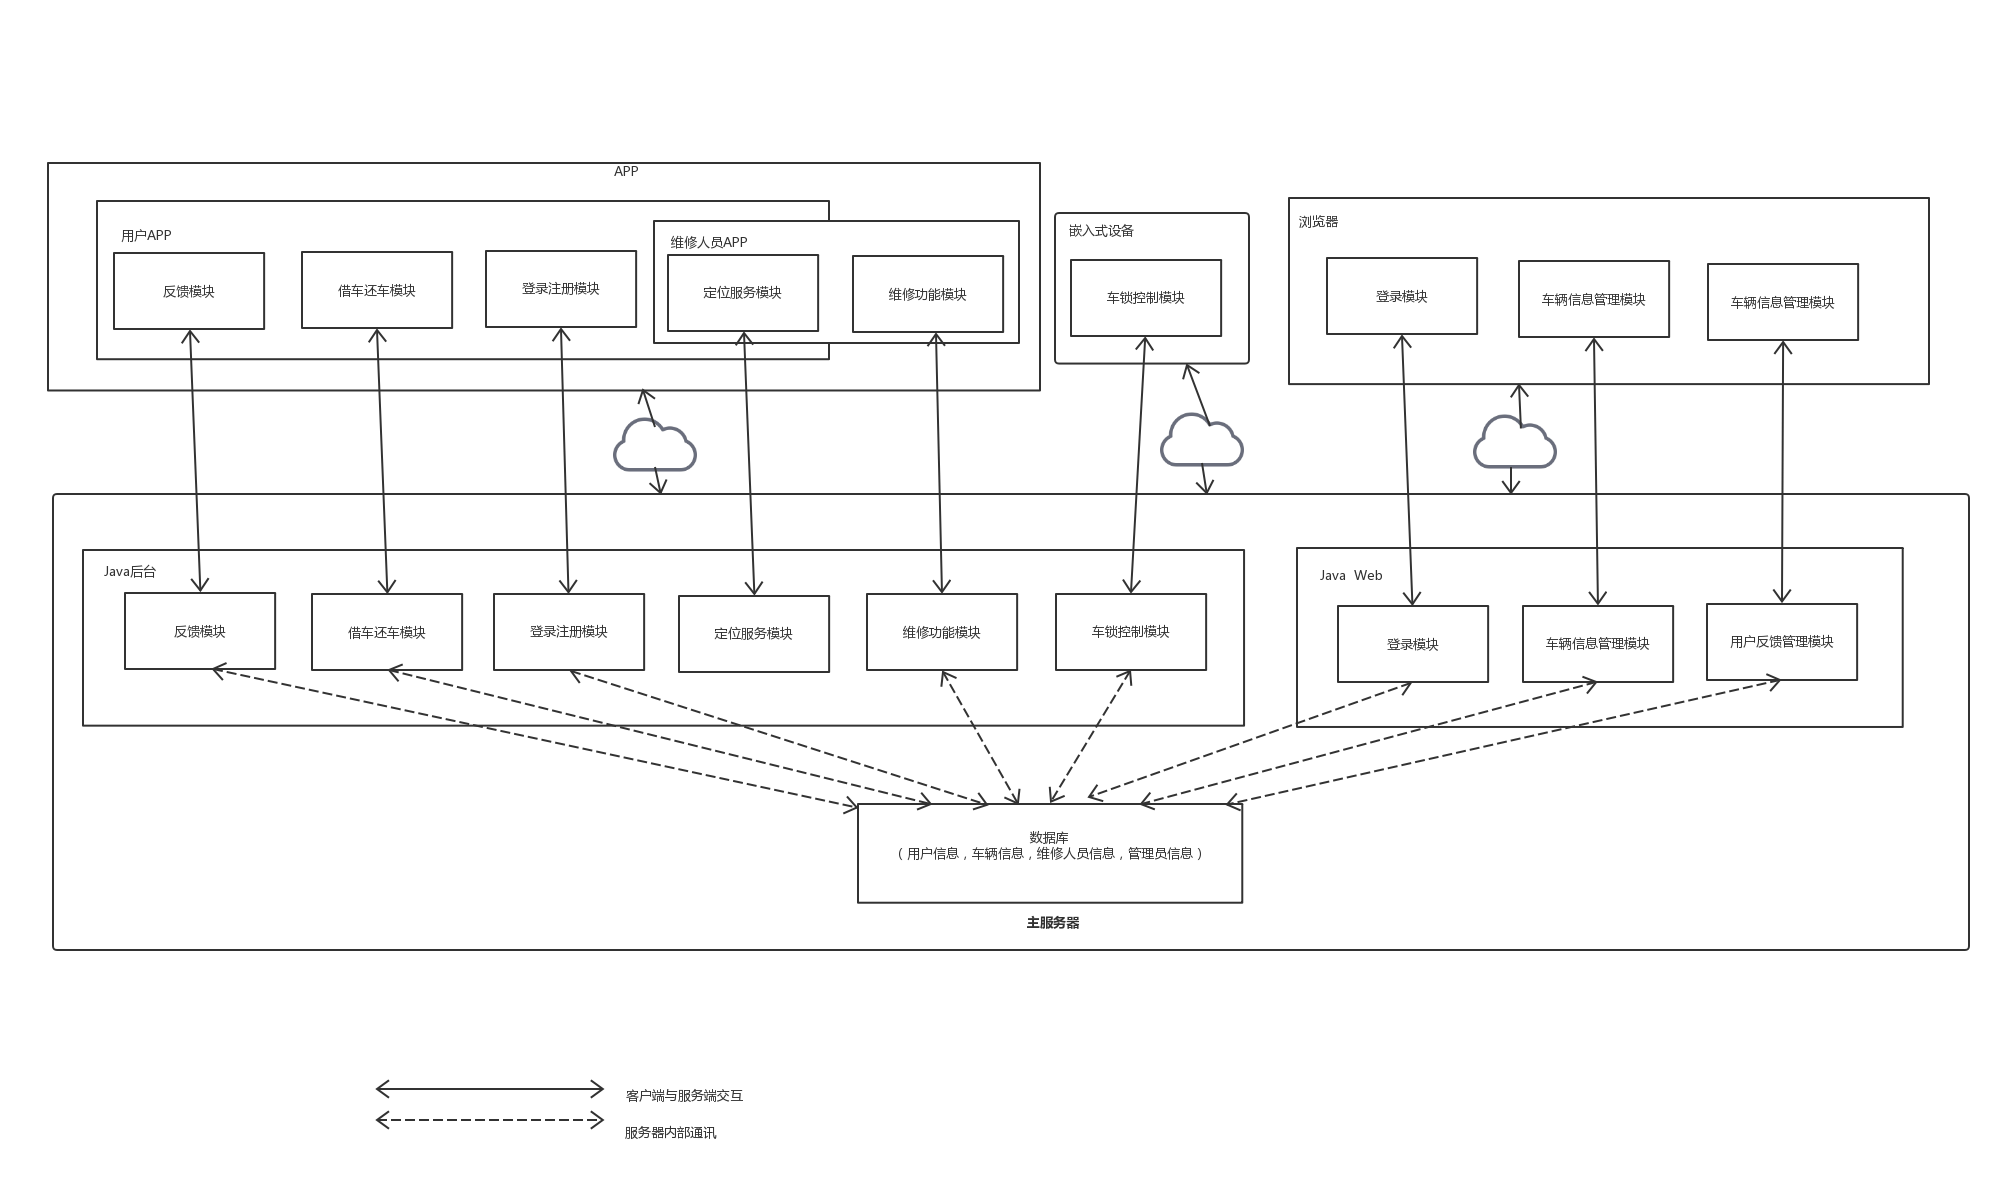 APP
用户APP
维修人员APP
反馈模块
借车还车模块
登录注册模块
定位服务模块
维修功能模块
嵌入式设备
车锁控制模块
浏览器
登录模块
车辆信息管理模块
车辆信息管理模块
Java后台
反馈模块
借车还车模块
登录注册模块
定位服务模块
维修功能模块
车锁控制模块
Java Web
登录模块
车辆信息管理模块
用户反馈管理模块
数据库
（用户信息，车辆信息，维修人员信息，管理员信息）
主服务器
客户端与服务端交互
服务器内部通讯